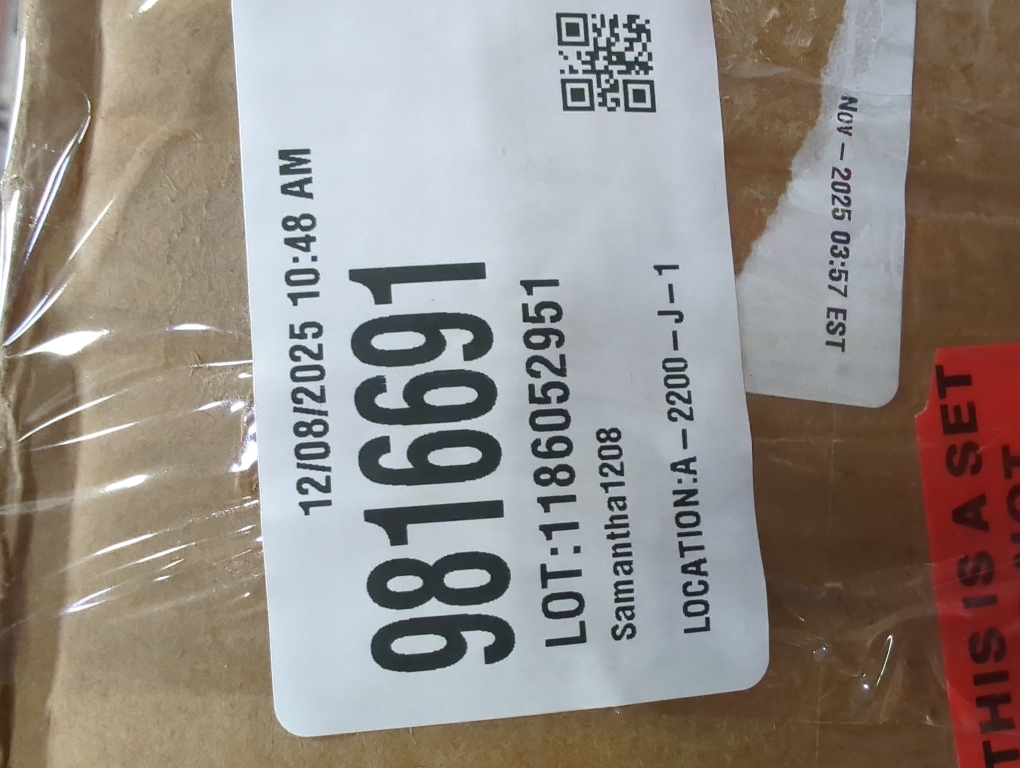 12/08/2025 10:48 AM
9816691
LOT:1186052951
Samantha1208
LOCATION:A-2200-J-1
Nov-2025 03:57 EST
THIS IS A SET
NOT